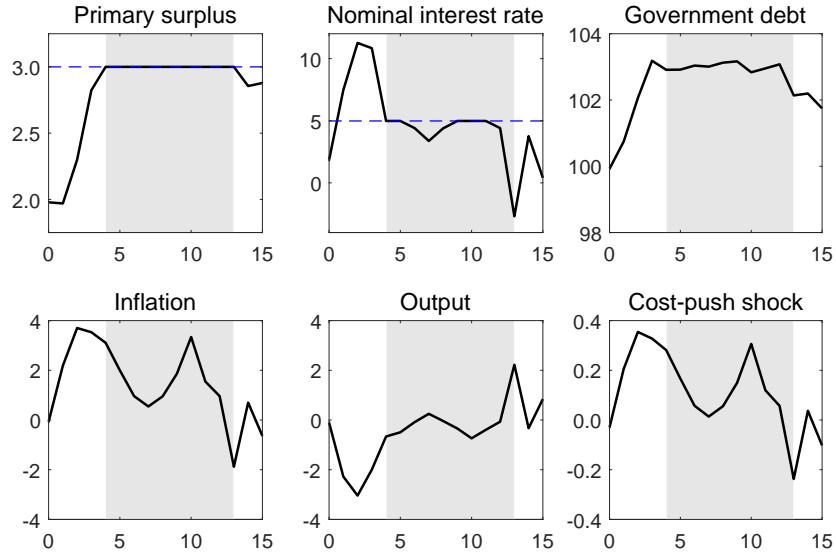 Primary surplus
Nominal interest rate
Government debt
3.0
2.5
2.0
0 5 10 15
10
5
0
0 5 10 15
104
102
100
98
0 5 10 15
Inflation
Output
Cost-push shock
4
2
0
-2
-4
0 5 10 15
4
2
0
-2
-4
0 5 10 15
0.4
0.2
0.0
-0.2
-0.4
0 5 10 15